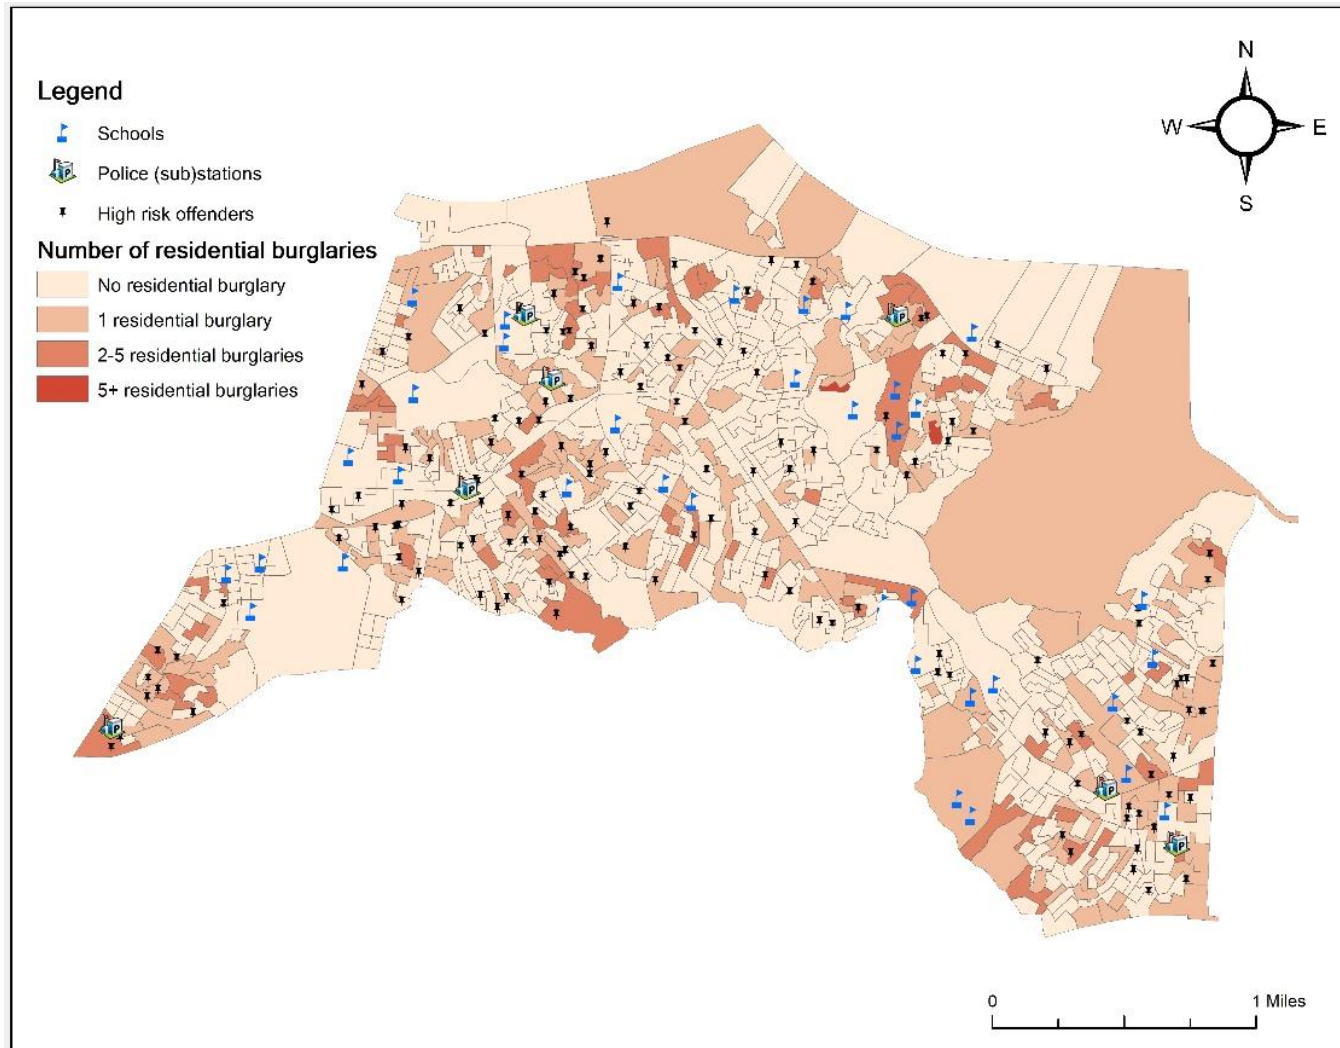 N
W
E
S
Legend
Schools
Police (sub)stations
High risk offenders
Number of residential burglaries
No residential burglary
1 residential burglary
2-5 residential burglaries
5+ residential burglaries
0
1 Miles